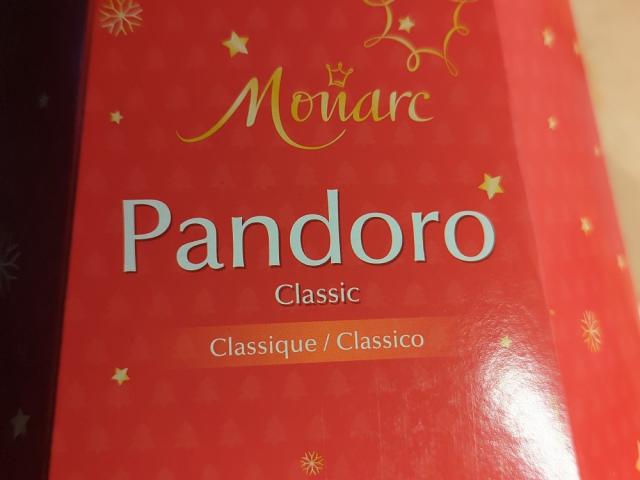 Monarc
Pandoro
Classic
Classique / Classico